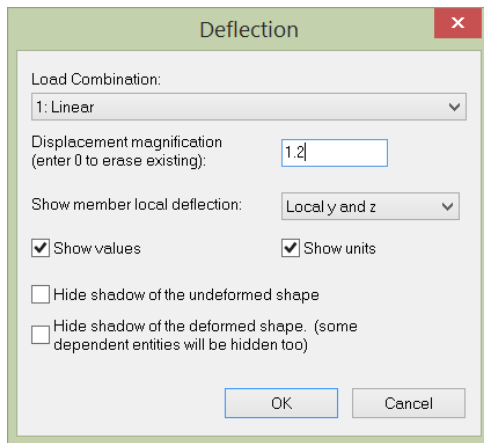 Deflection
Load Combination:
1: Linear
Displacement magnification
(enter 0 to erase existing):
1.2
Show member local deflection:
Local y and z
Show values
Show units
Hide shadow of the undeformed shape
Hide shadow of the deformed shape. (some
dependent entities will be hidden too)
OK
Cancel